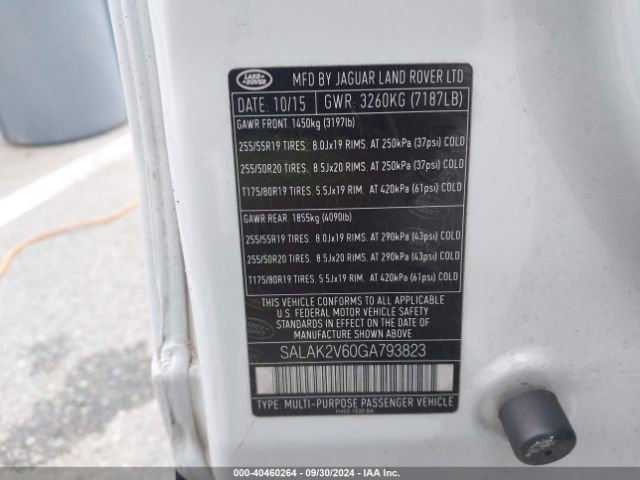 LAND ROVER
MFD BY JAGUAR LAND ROVER LTD
DATE: 10/15 GWR: 3260KG (7187LB)
GAWR FRONT 1450kg (3197lb)
255/55R19 TIRES. 8.0Jx19 RIMS. AT 250kPa (37psi) COLD
255/50R20 TIRES. 8.5Jx20 RIMS. AT 250kPa (37psi) COLD
T175/80R19 TIRES. 5.5Jx19 RIM. AT 420kPa (61psi) COLD
GAWR REAR 1855kg (4090lb)
255/55R19 TIRES. 8.0Jx19 RIMS. AT 290kPa (43psi) COLD
255/50R20 TIRES. 8.5Jx20 RIMS. AT 290kPa (43psi) COLD
T175/80R19 TIRES. 5.5Jx19 RIM. AT 420kPa (61psi) COLD
THIS VEHICLE CONFORMS TO ALL APPLICABLE
U.S. FEDERAL MOTOR VEHICLE SAFETY
STANDARDS IN EFFECT ON THE DATE OF
MANUFACTURE SHOWN ABOVE
SALAK2V60GA793823
TYPE: MULTI-PURPOSE PASSENGER VEHICLE
000-40460264 - 09/30/2024 - IAA Inc.